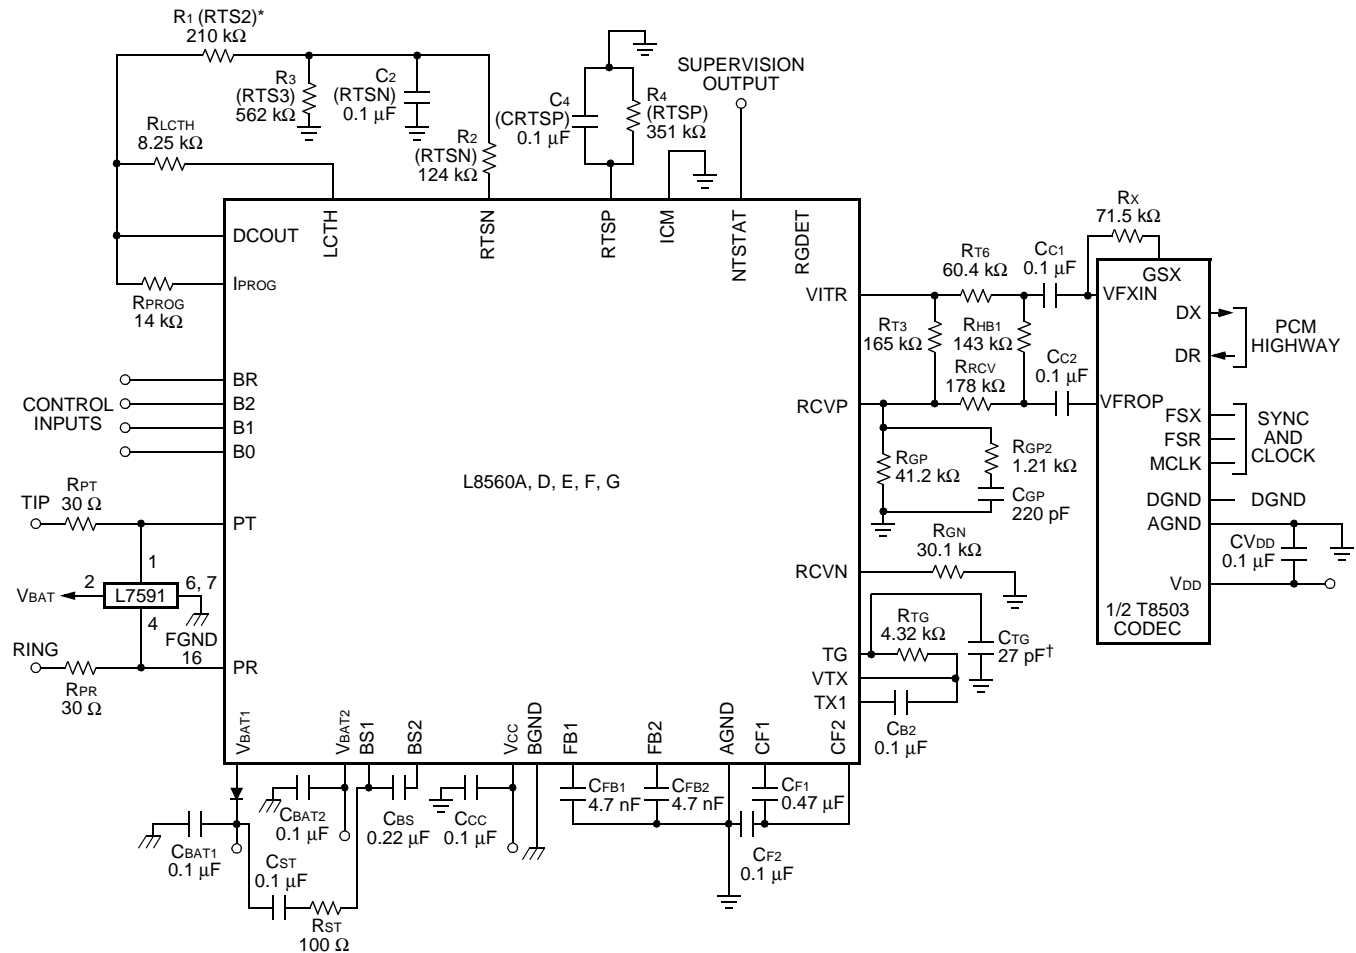 R1 (RTS2)*
210 kΩ
R3
(RTS3)
562 kΩ
C2
(RTSN)
0.1 µF
RLCTH
8.25 kΩ
R2
(RTSN)
124 kΩ
C4
(CRTSP)
0.1 µF
R4
(RTSP)
351 kΩ
SUPERVISION
OUTPUT
LCTH
RTSN
RTSP
ICM
NTSTAT
RGDET
DCOUT
IPROG
RPROG
14 kΩ
BR
B2
B1
B0
CONTROL
INPUTS
RPT
30 Ω
TIP
PT
1
2
VBAT
L7591
6, 7
4
FGND
16
RING
PR
RPR
30 Ω
L8560A, D, E, F, G
VITR
RCVP
RCVN
TG
VTX
TX1
RT6
60.4 kΩ
CC1
0.1 µF
RX
71.5 kΩ
RT3
165 kΩ
RHB1
143 kΩ
RRCV
178 kΩ
CC2
0.1 µF
RGP
41.2 kΩ
RGP2
1.21 kΩ
CGP
220 pF
RGN
30.1 kΩ
RTG
4.32 kΩ
CTG
27 pF†
CB2
0.1 µF
GSX
VFXIN
DX
DR
PCM
HIGHWAY
VFROP
FSX
FSR
MCLK
SYNC
AND
CLOCK
DGND
DGND
AGND
CVDD
0.1 µF
VDD
1/2 T8503
CODEC
VBAT1
VBAT2
BS1
BS2
VCC
BGND
FB1
FB2
AGND
CF1
CF2
CBAT1
0.1 µF
CBAT2
0.1 µF
CBS
0.22 µF
CCC
0.1 µF
CFB1
4.7 nF
CFB2
4.7 nF
CF1
0.47 µF
CF2
0.1 µF
CST
0.1 µF
RST
100 Ω